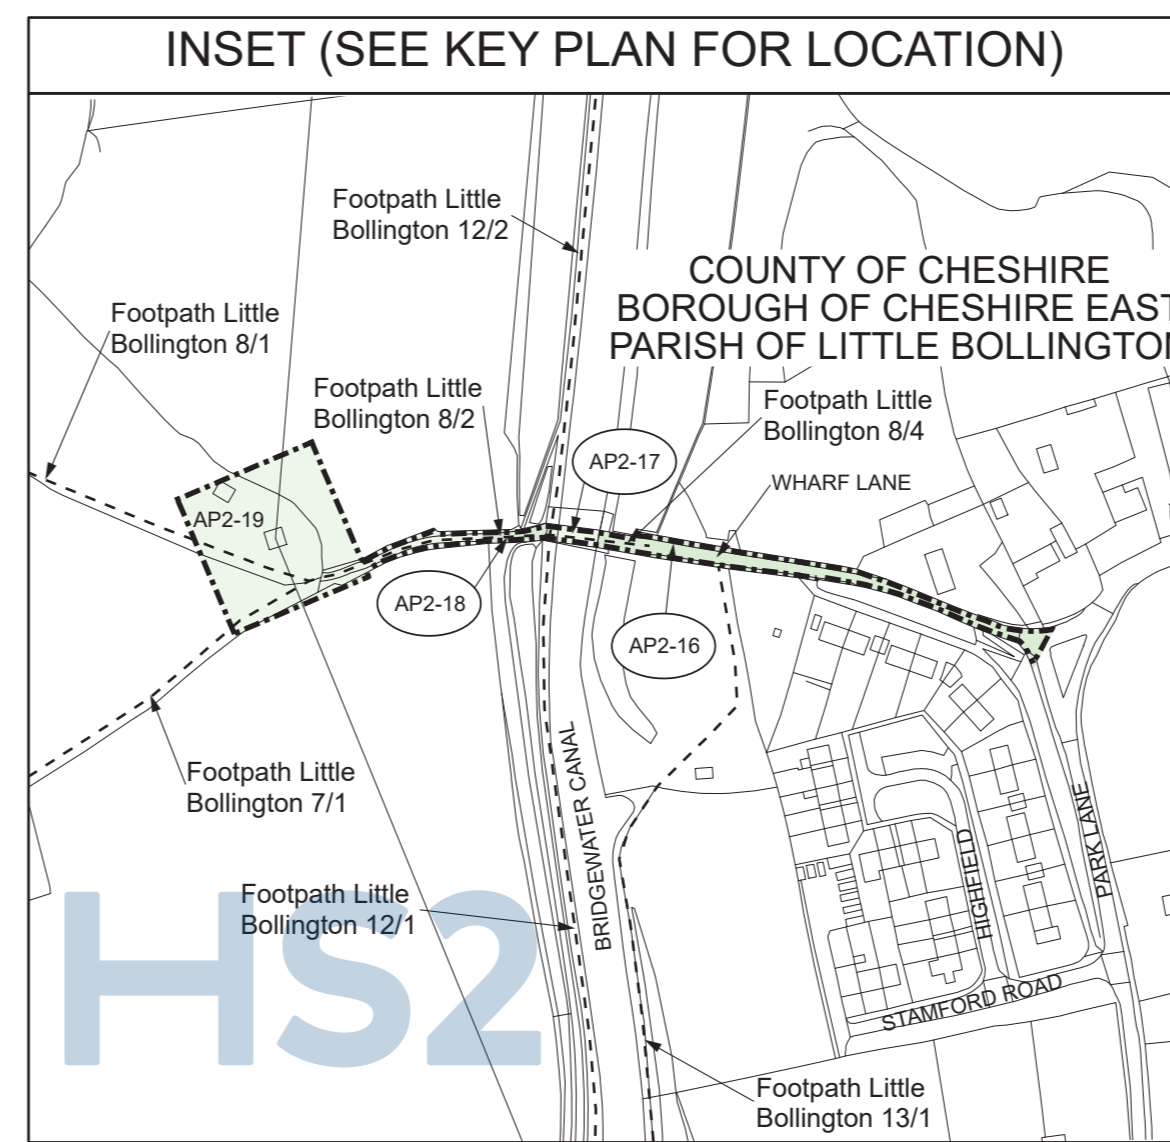 INSET (SEE KEY PLAN FOR LOCATION)
Footpath Little
Bollington 12/2
COUNTY OF CHESHIRE
BOROUGH OF CHESHIRE EAST
PARISH OF LITTLE BOLLINGTON
Footpath Little
Bollington 8/1
Footpath Little
Bollington 8/2
Footpath Little
Bollington 8/4
AP2-17
WHARF LANE
AP2-19
AP2-18
AP2-16
Footpath Little
Bollington 7/1
BRIDGEWATER CANAL
HIGHFIELD
PARK LANE
Footpath Little
Bollington 12/1
HS2
STAMFORD ROAD
Footpath Little
Bollington 13/1